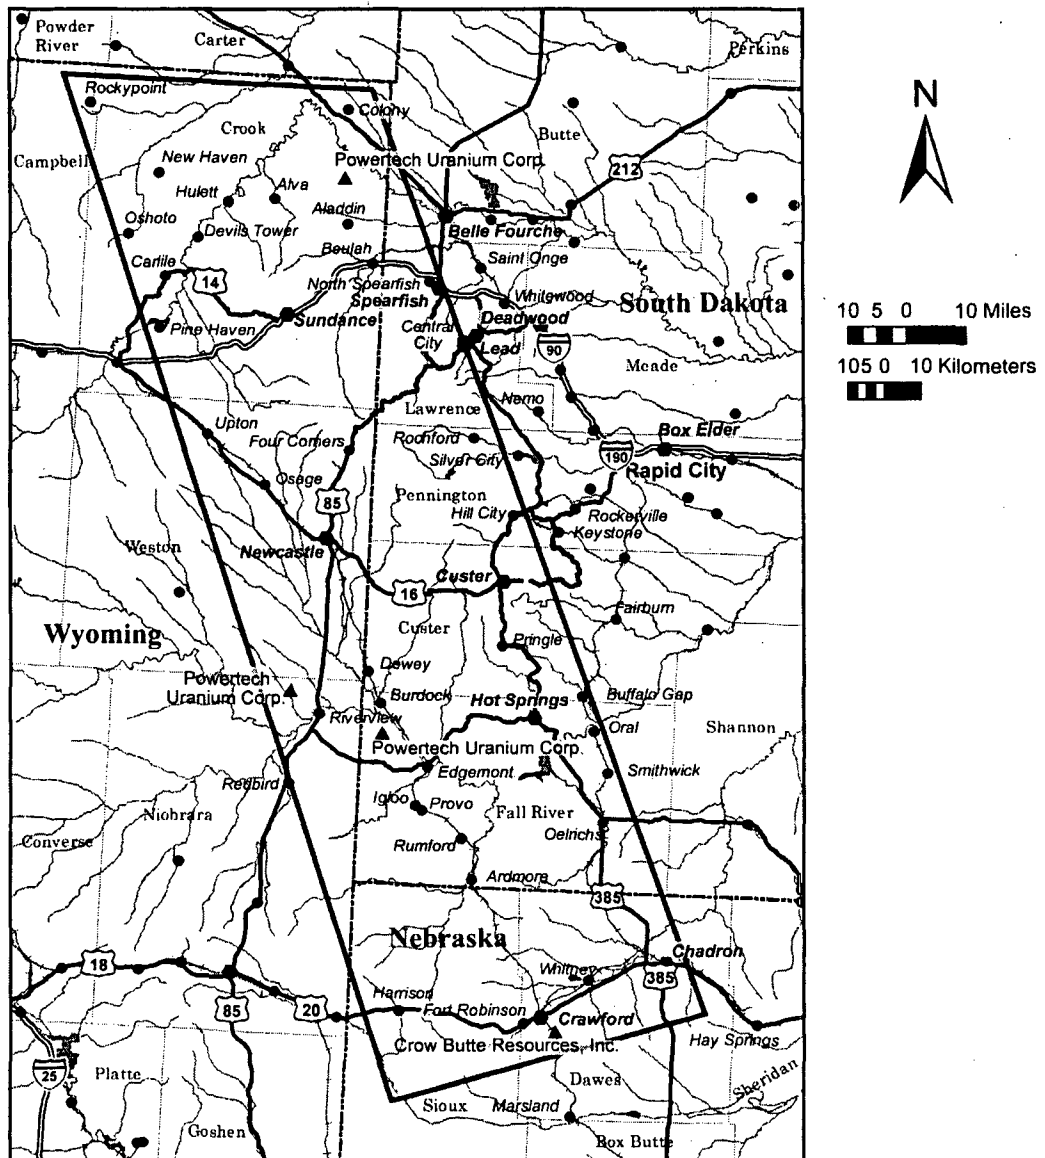 Powder
River
Carter
Perkins
Rockypoint
Colony
N
Crook
Butte
Campbell
New Haven
Powertech Uranium Corp.
212
Hulett
Alva
Oshoto
Aladdin
Devils Tower
Belle Fourche
Beulah
Saint Onge
Carlile
14
North Spearfish
Spearfish
Whitewood
South Dakota
10 5 0 10 Miles
Sundance
Deadwood
Pine Haven
Central
City
Lead
90
Meade
105 0 10 Kilometers
Nemo
Lawrence
Upton
Four Corners
Rochford
Box Elder
Silver City
190
Rapid City
Osage
85
Pennington
Hill City
Rockerville
Keystone
Weston
Newcastle
Custer
16
Fairburn
Wyoming
Custer
Pringle
Dewey
Powertech
Uranium Corp.
Burdock
Hot Springs
Buffalo Gap
Riverview
Oral
Shannon
Powertech Uranium Corp.
Edgemont
Smithwick
Redbird
Igloo
Provo
Niobrara
Fall River
Oelrichs
Converse
Rumford
Ardmore
385
Nebraska
Chadron
18
Whitney
385
Harrison
Fort Robinson
85
20
Crawford
Hay Springs
Crow Butte Resources, Inc.
25
Platte
Dawes
Sheridan
Sioux
Marsland
Goshen
Box Butte